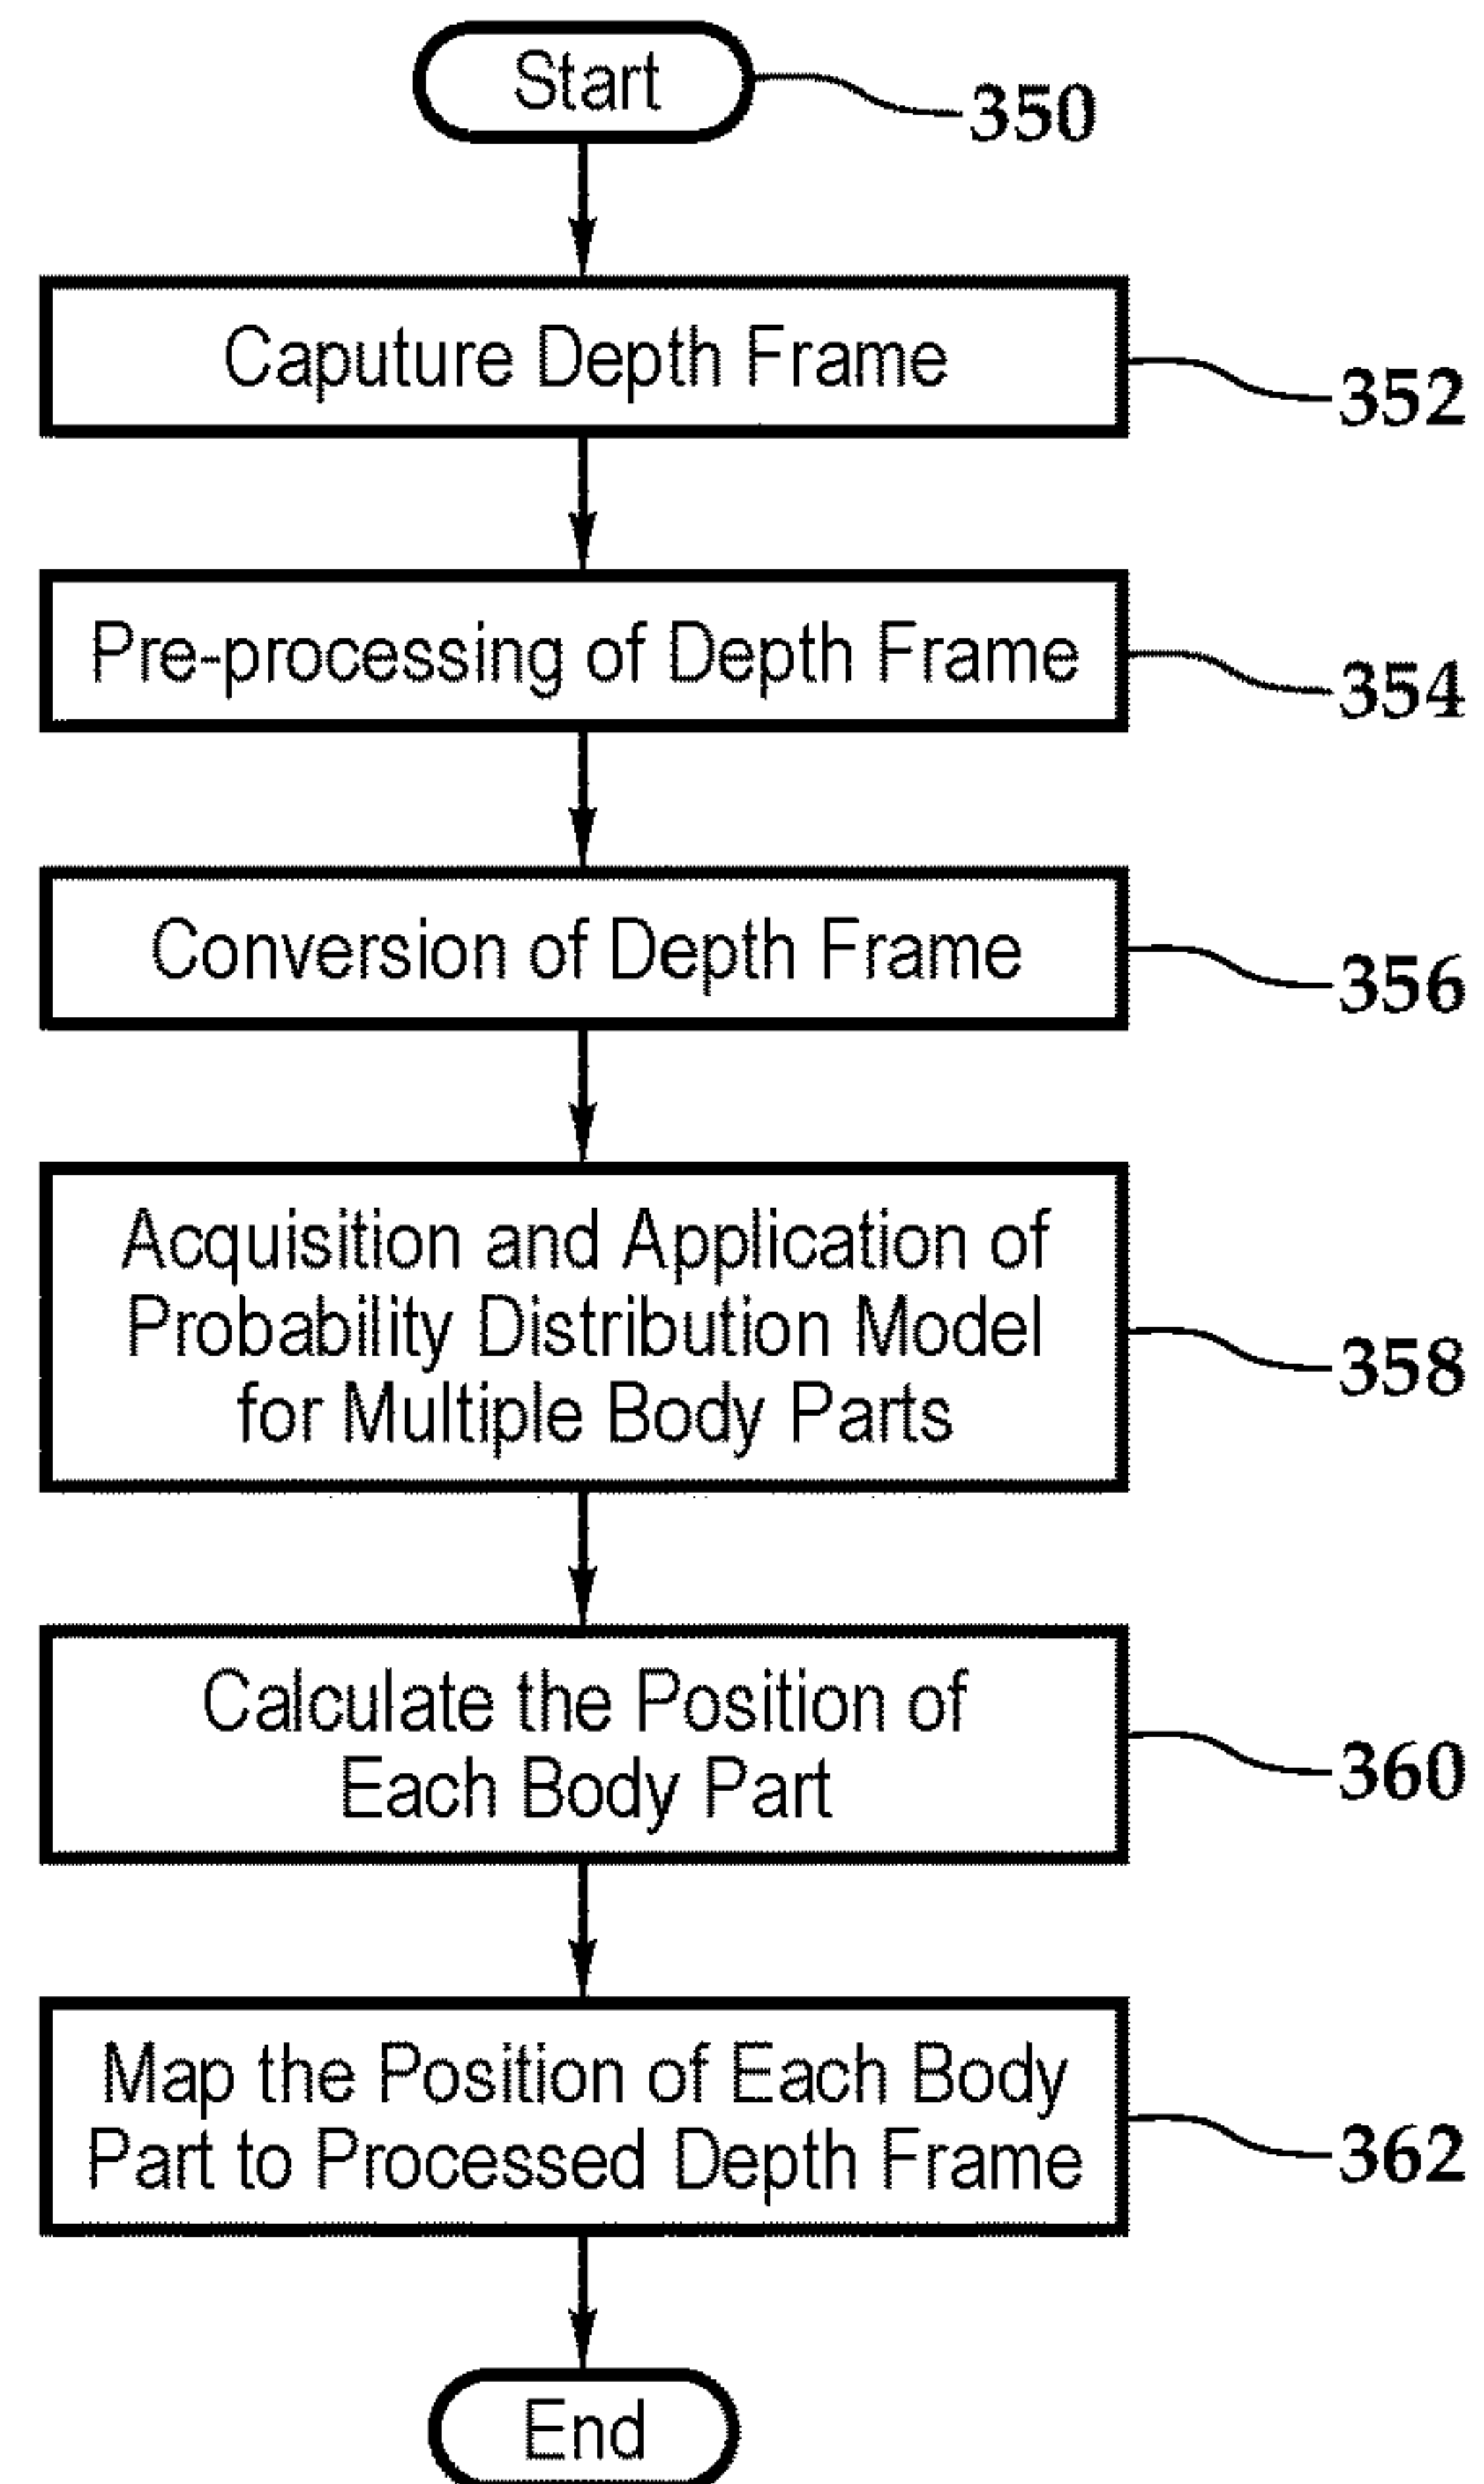 Start
350
Caputure Depth Frame
352
Pre-processing of Depth Frame
354
Conversion of Depth Frame
356
Acquisition and Application of
Probability Distribution Model
for Multiple Body Parts
358
Calculate the Position of
Each Body Part
360
Map the Position of Each Body
Part to Processed Depth Frame
362
End